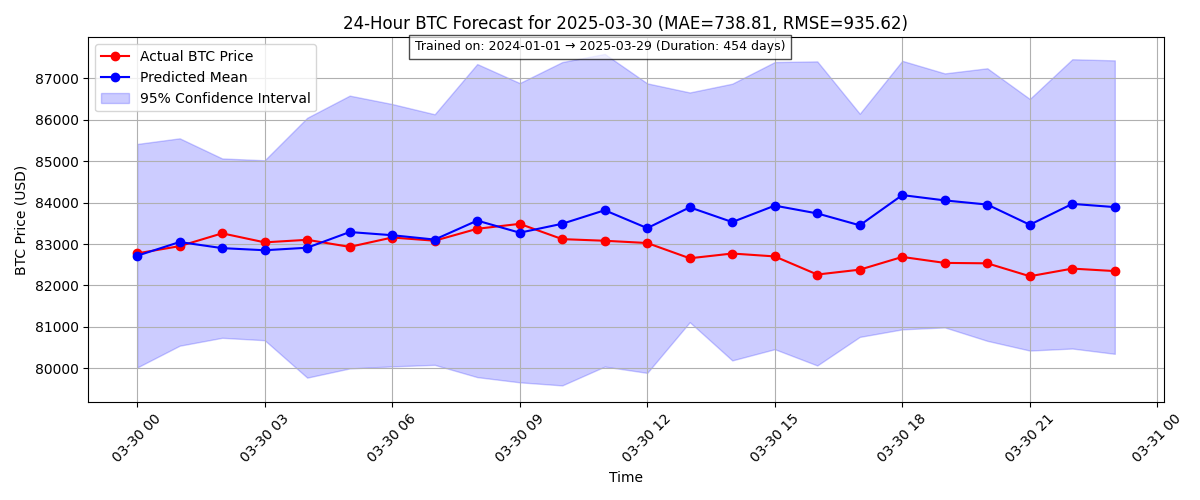 24-Hour BTC Forecast for 2025-03-30 (MAE=738.81, RMSE=935.62)
Trained on: 2024-01-01 → 2025-03-29 (Duration: 454 days)
Actual BTC Price
Predicted Mean
95% Confidence Interval
BTC Price (USD)
87000
86000
85000
84000
83000
82000
81000
80000
03-30 00
03-30 03
03-30 06
03-30 09
03-30 12
03-30 15
03-30 18
03-30 21
03-31 00
Time